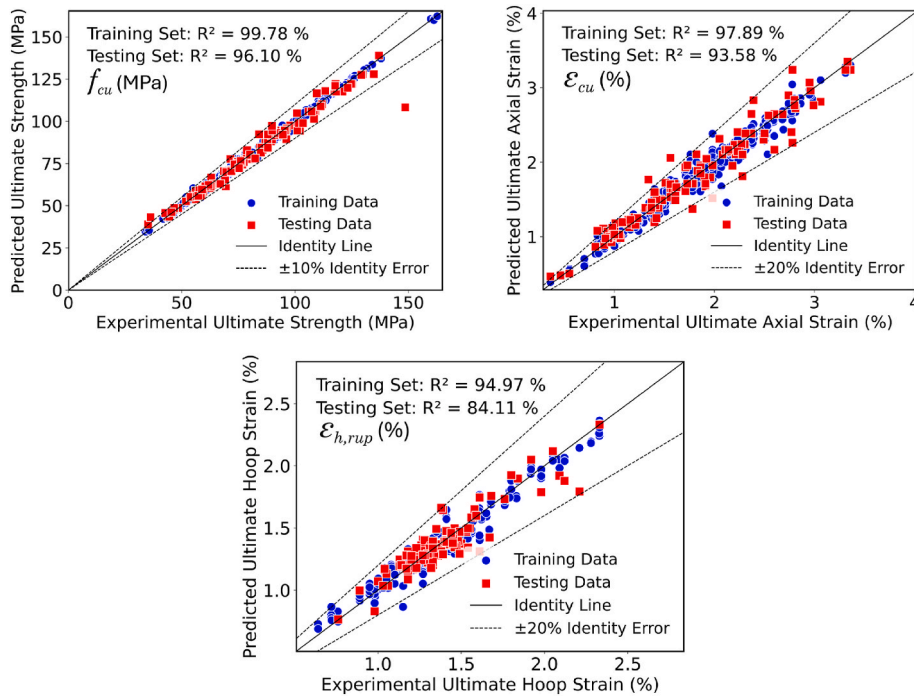 Predicted Ultimate Strength (MPa)
150
125
100
75
50
25
0
Training Set: R² = 99.78 %
Testing Set: R² = 96.10 %
f_cu (MPa)
Training Data
Testing Data
Identity Line
±10% Identity Error
0
50
100
150
Experimental Ultimate Strength (MPa)
Predicted Ultimate Axial Strain (%)
4
3
2
1
Training Set: R² = 97.89 %
Testing Set: R² = 93.58 %
Ɛ_cu (%)
Training Data
Testing Data
Identity Line
±20% Identity Error
1
2
3
4
Experimental Ultimate Axial Strain (%)
Predicted Ultimate Hoop Strain (%)
2.5
2.0
1.5
1.0
Training Set: R² = 94.97 %
Testing Set: R² = 84.11 %
Ɛ_h,rup (%)
Training Data
Testing Data
Identity Line
±20% Identity Error
1.0
1.5
2.0
2.5
Experimental Ultimate Hoop Strain (%)